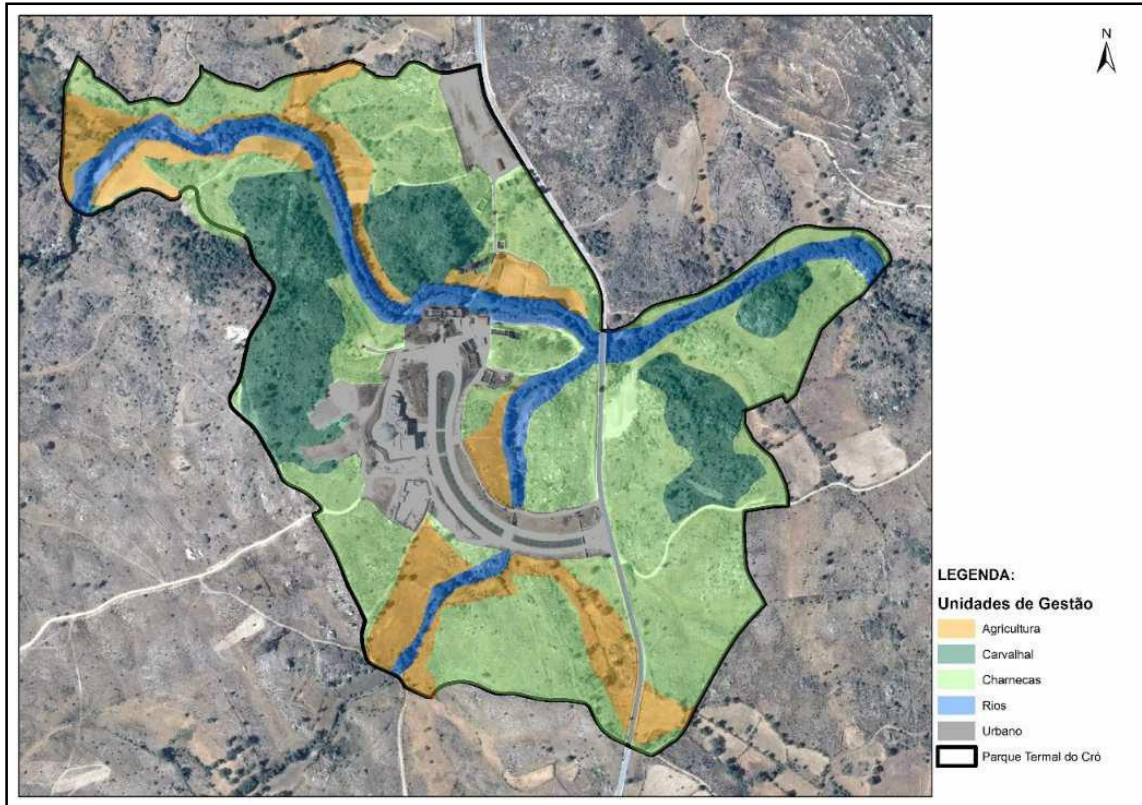 N
LEGENDA:
Unidades de Gestão
Agricultura
Carvalhal
Charnecas
Rios
Urbano
Parque Termal do Cró